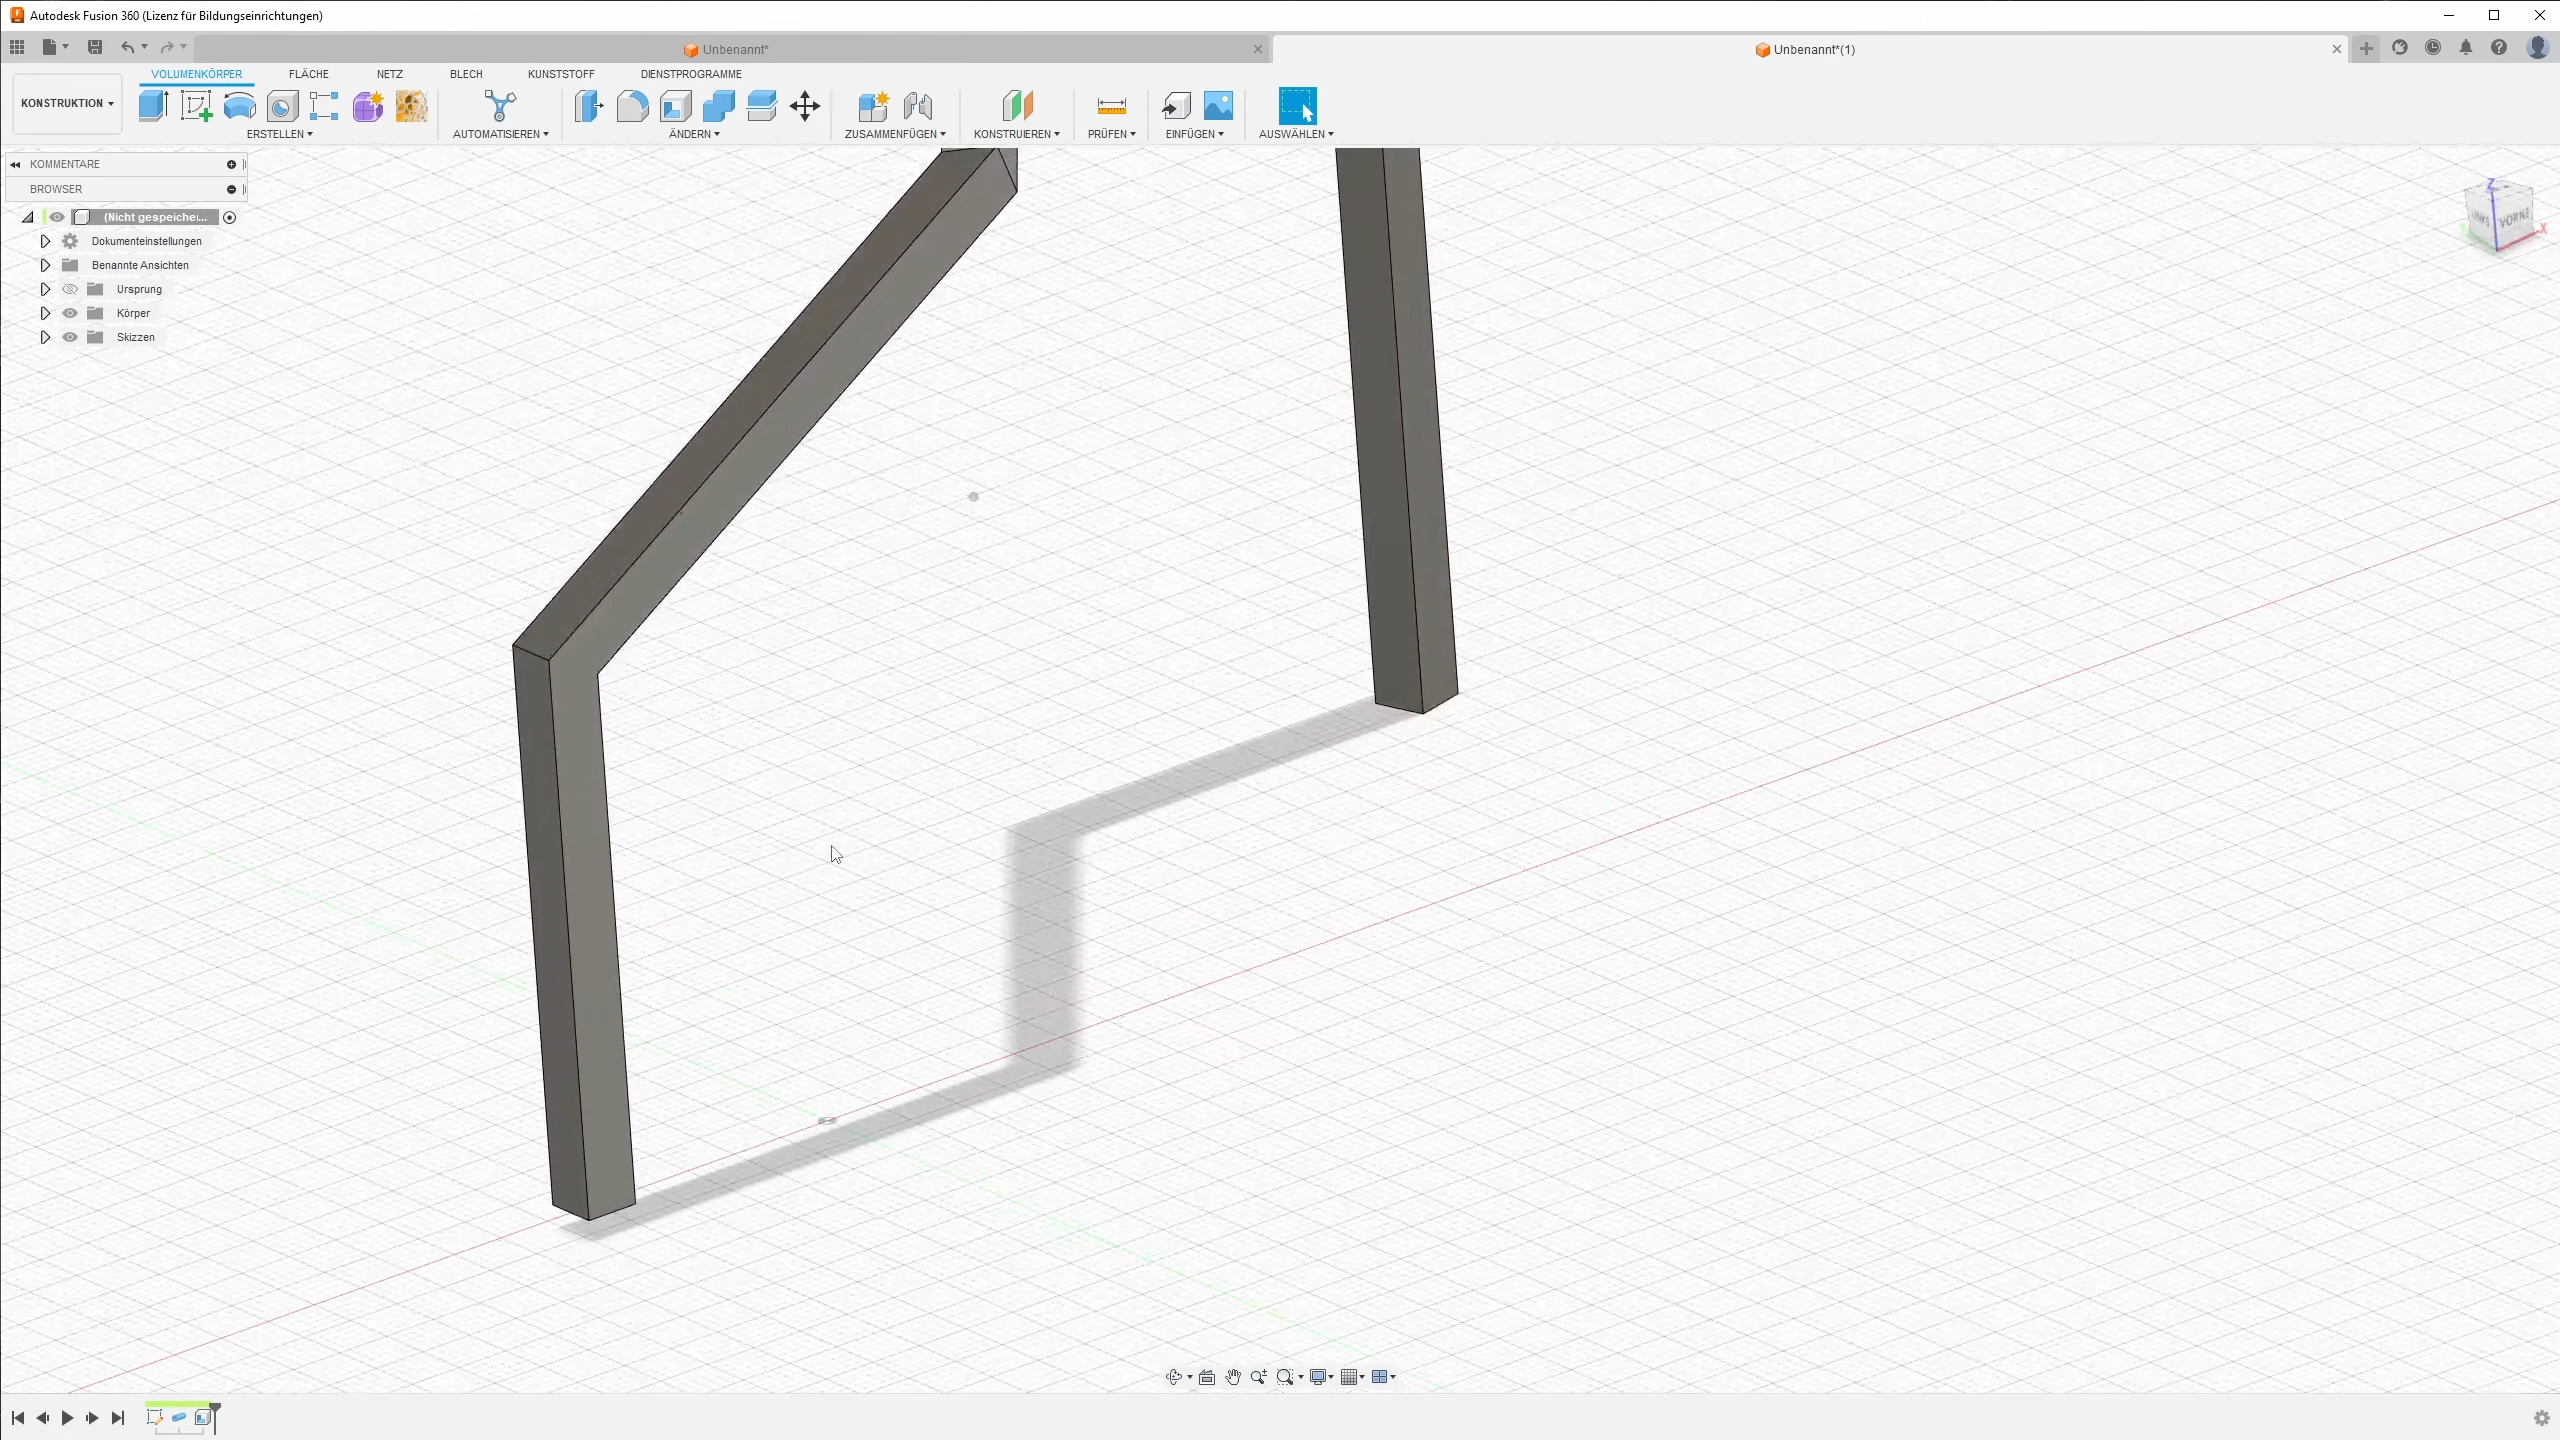 Autodesk Fusion 360 (Lizenz für Bildungseinrichtungen)
Unbenannt*
Unbenannt*(1)
KONSTRUKTION
VOLUMENKÖRPER
FLÄCHE
NETZ
BLECH
KUNSTSTOFF
DIENSTPROGRAMME
ERSTELLEN
AUTOMATISIEREN
ÄNDERN
ZUSAMMENFÜGEN
KONSTRUIEREN
PRÜFEN
EINFÜGEN
AUSWÄHLEN
KOMMENTARE
BROWSER
(Nicht gespeicher...
Dokumenteinstellungen
Benannte Ansichten
Ursprung
Körper
Skizzen
Z
LINKS
VORNE
X